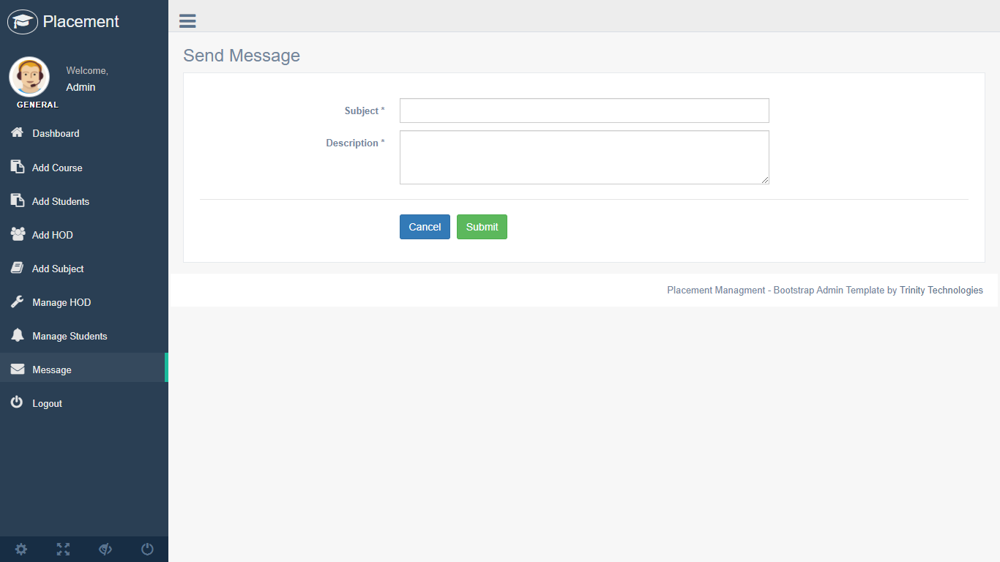 Placement
Welcome,
Admin
GENERAL
Dashboard
Add Course
Add Students
Add HOD
Add Subject
Manage HOD
Manage Students
Message
Logout
Send Message
Subject *
Description *
Cancel Submit
Placement Managment - Bootstrap Admin Template by Trinity Technologies